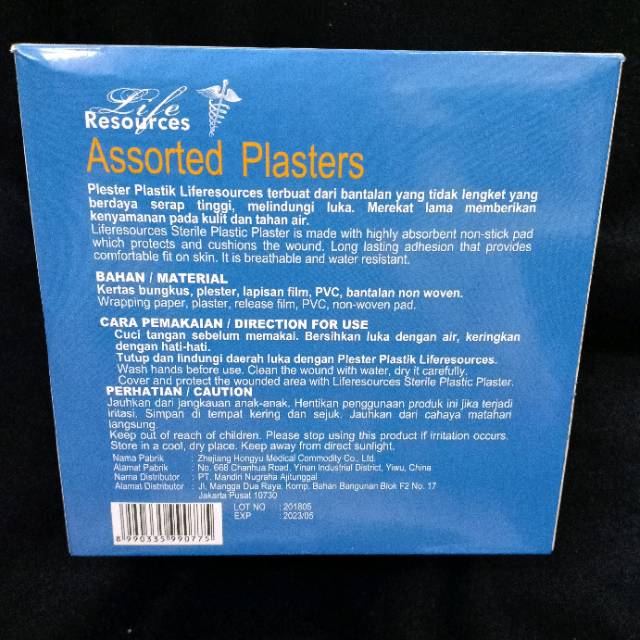 Life
Resources
Assorted Plasters
Plester Plastik Liferesources terbuat dari bantalan yang tidak lengket yang
berdaya serap tinggi, melindungi luka. Merekat lama memberikan
kenyamanan pada kulit dan tahan air.
Liferesources Sterile Plastic Plaster is made with highly absorbent non-stick pad
which protects and cushions the wound. Long lasting adhesion that provides
comfortable fit on skin. It is breathable and water resistant.
BAHAN / MATERIAL
Kertas bungkus, plester, lapisan film, PVC, bantalan non woven.
Wrapping paper, plaster, release film, PVC, non-woven pad.
CARA PEMAKAIAN / DIRECTION FOR USE
Cuci tangan sebelum memakai. Bersihkan luka dengan air, keringkan
dengan hati-hati.
Tutup dan lindungi daerah luka dengan Plester Plastik Liferesources.
Wash hands before use. Clean the wound with water, dry it carefully.
Cover and protect the wounded area with Liferesources Sterile Plastic Plaster.
PERHATIAN / CAUTION
Jauhkan dari jangkauan anak-anak. Hentikan penggunaan produk ini jika terjadi
iritasi. Simpan di tempat kering dan sejuk. Jauhkan dari cahaya matahari
langsung.
Keep out of reach of children. Please stop using this product if irritation occurs.
Store in a cool, dry place. Keep away from direct sunlight.
Nama Pabrik : Zhejiang Hongyu Medical Commodity Co., Ltd.
Alamat Pabrik : No. 668 Chanhua Road, Yinan Industrial District, Yiwu, China
Nama Distributor : PT. Mandiri Nugraha Ajitunggal
Alamat Distributor : Jl. Mangga Dua Raya, Komp. Bahan Bangunan Blok F2 No. 17
Jakarta Pusat 10730
LOT NO : 201805
EXP : 2023/05
8 990335 990775